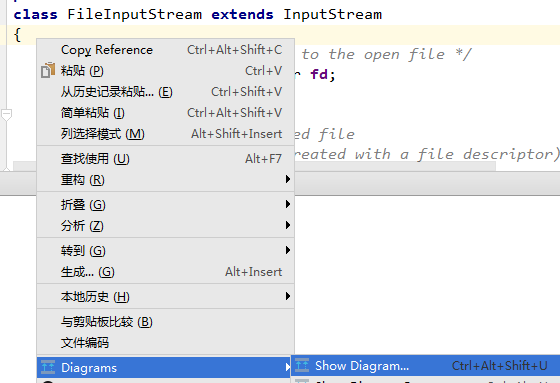 class FileInputStream extends InputStream
{
to the open file */
r fd;
ed file
reated with a file descriptor)
Copy Reference Ctrl+Alt+Shift+C
粘贴 (P) Ctrl+V
从历史记录粘贴... (E) Ctrl+Shift+V
简单粘贴 (I) Ctrl+Alt+Shift+V
列选择模式 (M) Alt+Shift+Insert
查找使用 (U) Alt+F7
重构 (R)
折叠 (G)
分析 (Z)
转到 (G)
生成... (G) Alt+Insert
本地历史 (H)
与剪贴板比较 (B)
文件编码
Diagrams
Show Diagram... Ctrl+Alt+Shift+U